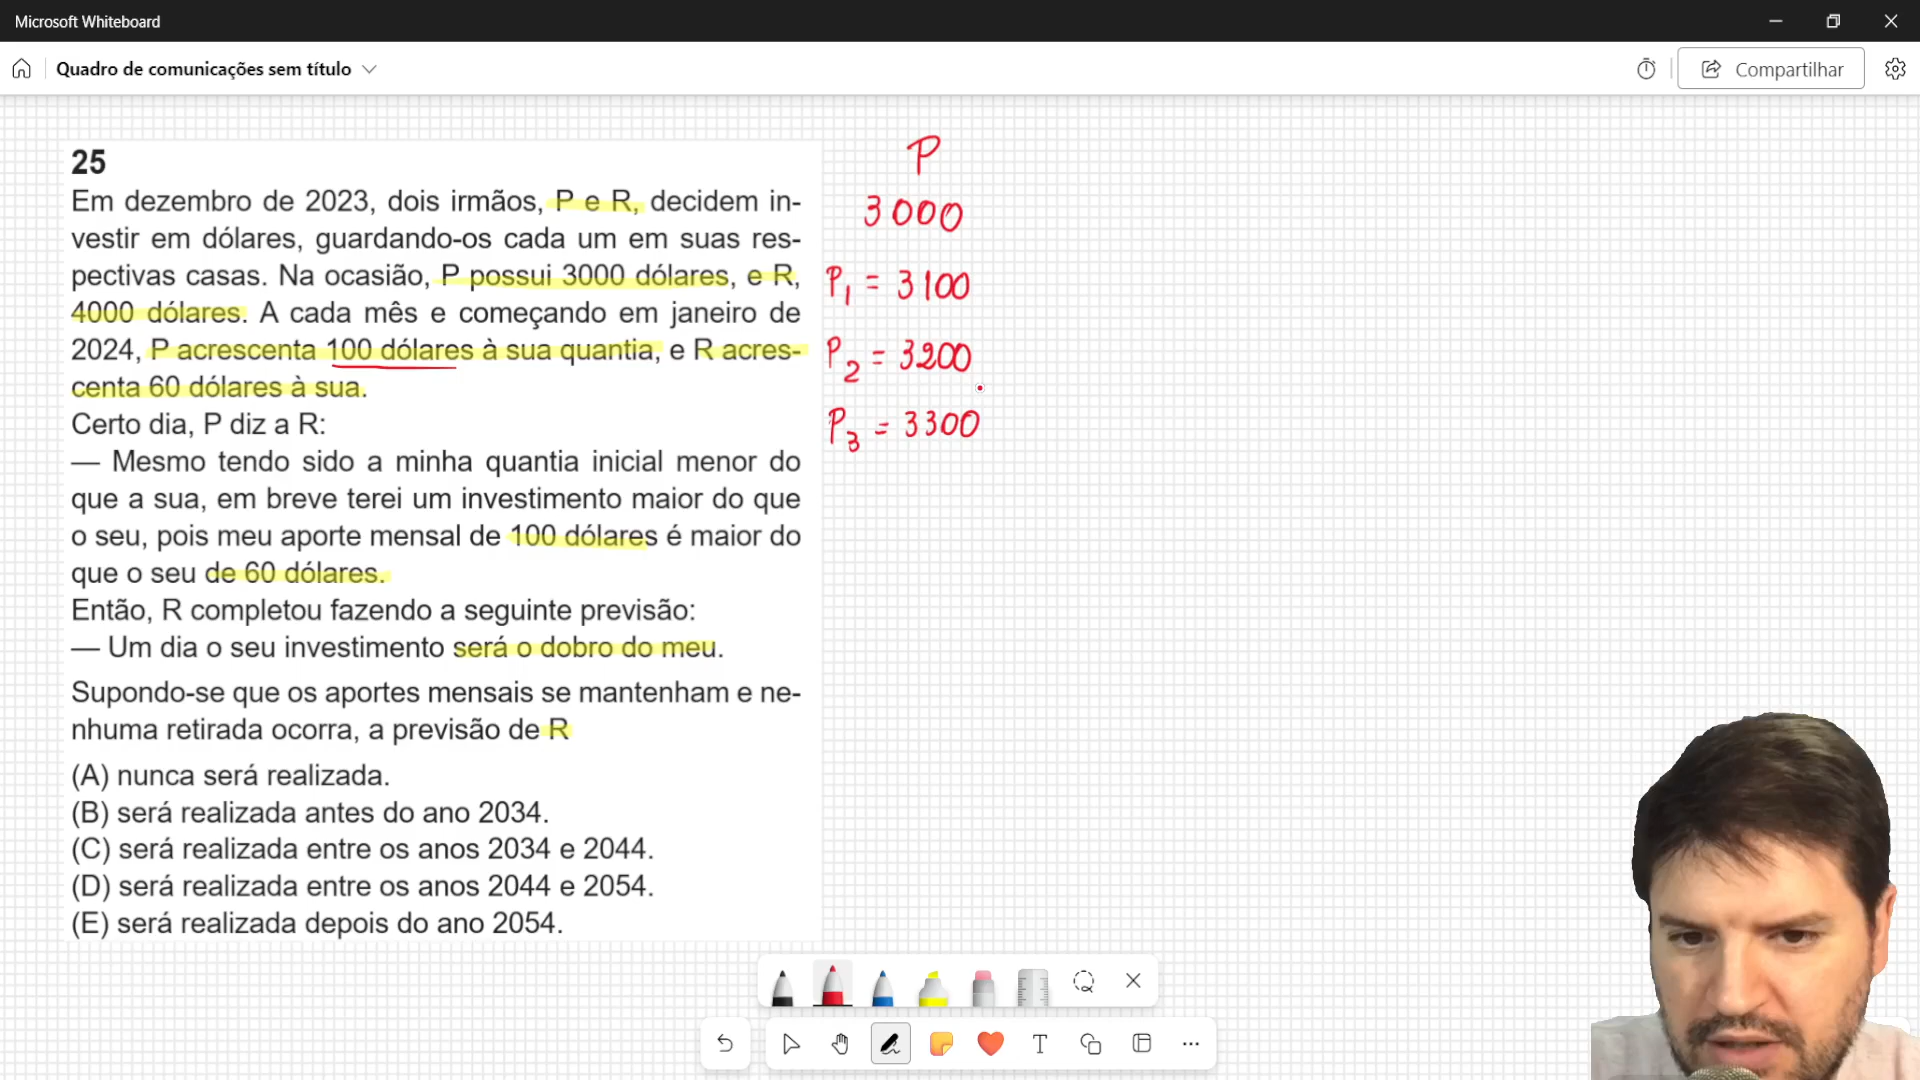 Microsoft Whiteboard
Quadro de comunicações sem título
Compartilhar
25
Em dezembro de 2023, dois irmãos, P e R, decidem in-
vestir em dólares, guardando-os cada um em suas res-
pectivas casas. Na ocasião, P possui 3000 dólares, e R,
4000 dólares. A cada mês e começando em janeiro de
2024, P acrescenta 100 dólares à sua quantia, e R acres-
centa 60 dólares à sua.
Certo dia, P diz a R:
— Mesmo tendo sido a minha quantia inicial menor do
que a sua, em breve terei um investimento maior do que
o seu, pois meu aporte mensal de 100 dólares é maior do
que o seu de 60 dólares.
Então, R completou fazendo a seguinte previsão:
— Um dia o seu investimento será o dobro do meu.
Supondo-se que os aportes mensais se mantenham e ne-
nhuma retirada ocorra, a previsão de R
(A) nunca será realizada.
(B) será realizada antes do ano 2034.
(C) será realizada entre os anos 2034 e 2044.
(D) será realizada entre os anos 2044 e 2054.
(E) será realizada depois do ano 2054.
P
3000
P1 = 3100
P2 = 3200
P3 = 3300